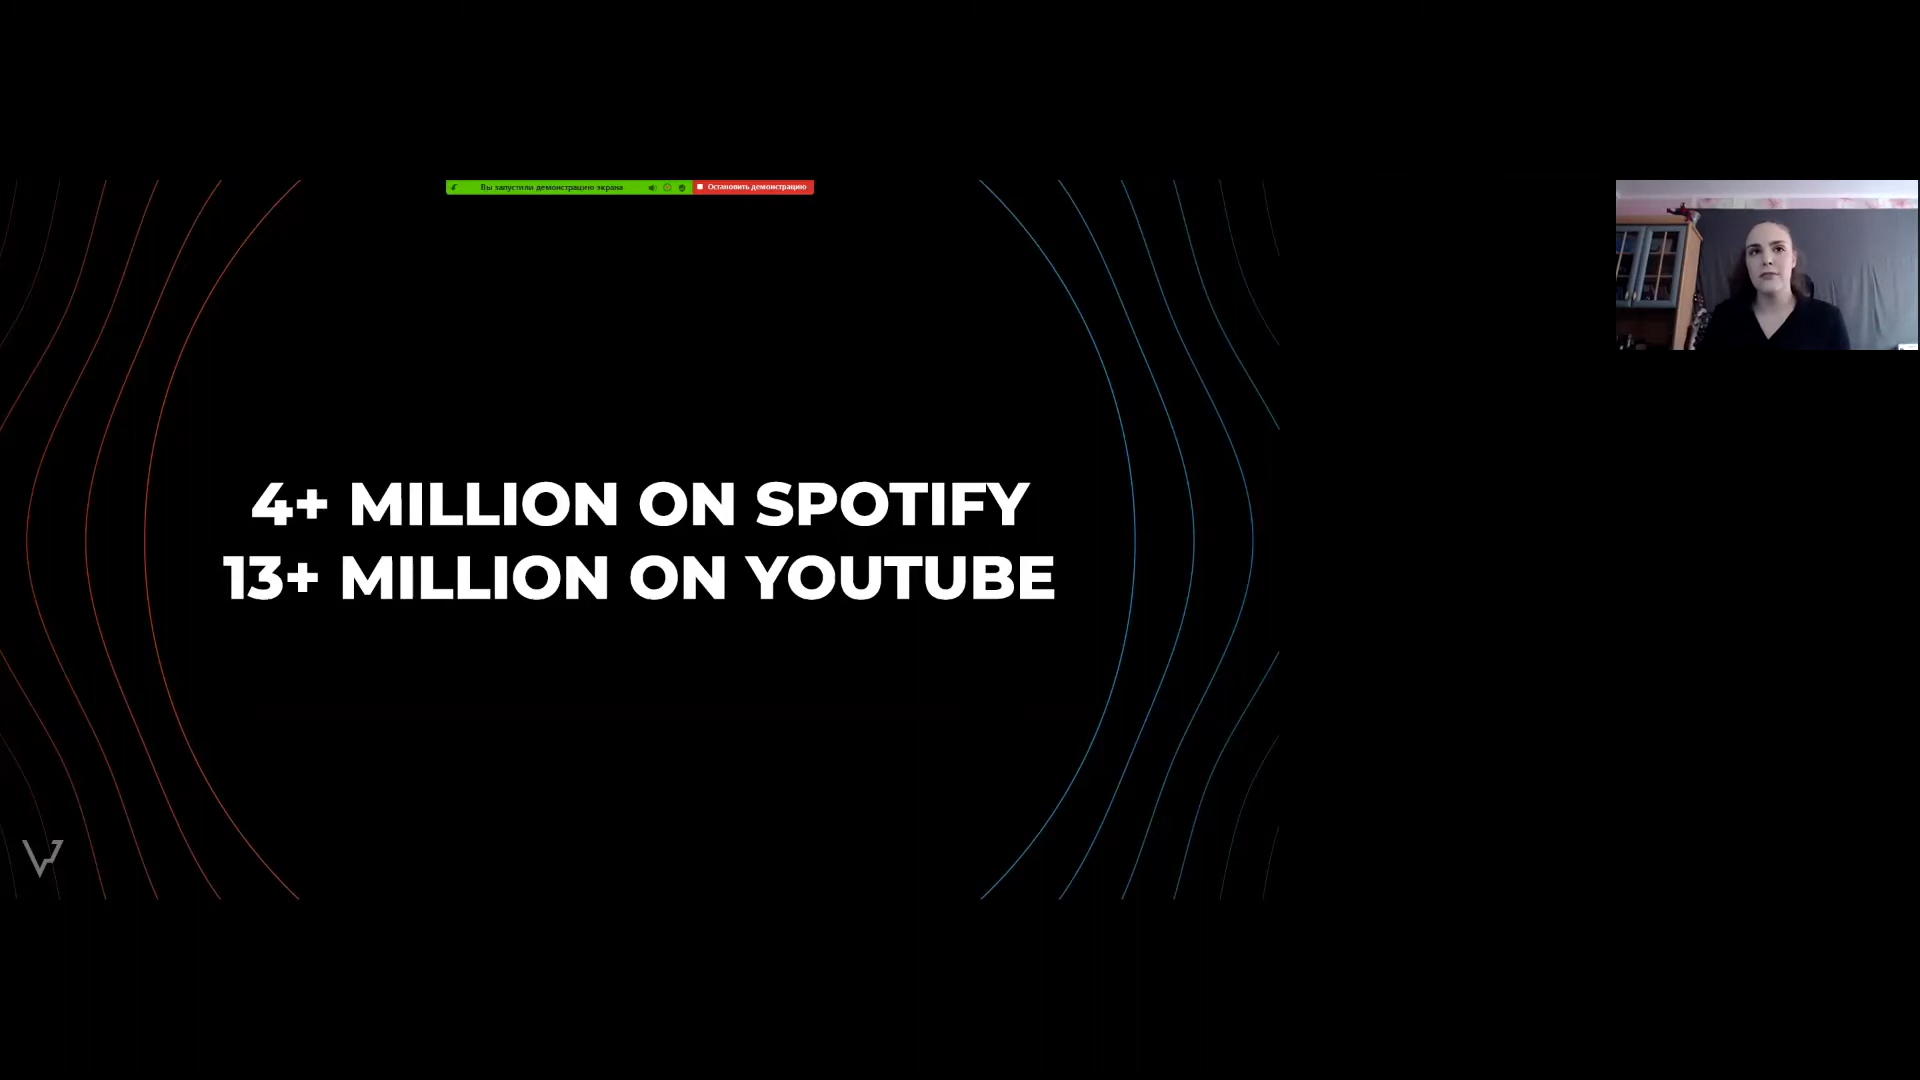 Вы запустили демонстрацию экрана
Остановить демонстрацию
4+ MILLION ON SPOTIFY
13+ MILLION ON YOUTUBE